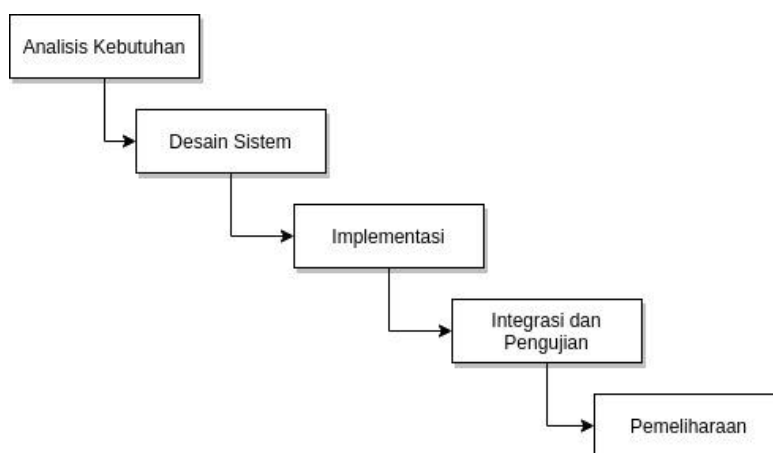 Analisis Kebutuhan
Desain Sistem
Implementasi
Integrasi dan
Pengujian
Pemeliharaan